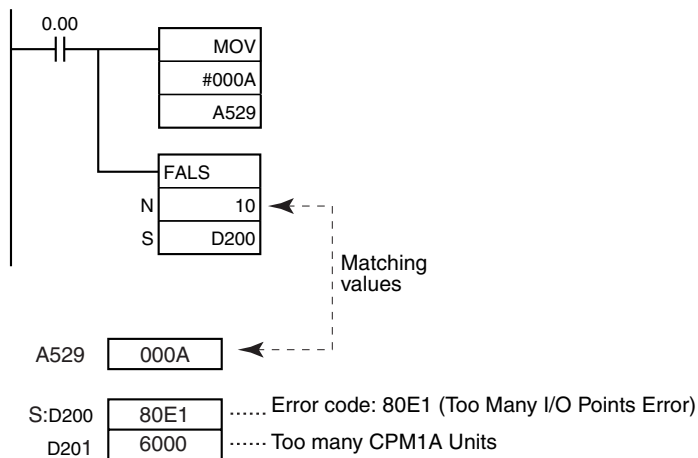 0.00
MOV
#000A
A529
FALS
N 10
S D200
Matching
values
A529 000A
S:D200 80E1 ...... Error code: 80E1 (Too Many I/O Points Error)
D201 6000 ...... Too many CPM1A Units